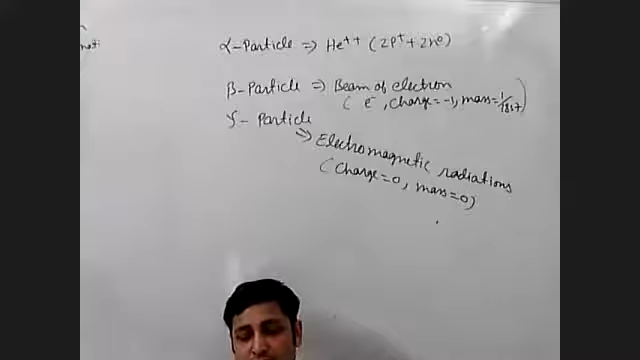 α-Particle ⇒ He++ (2P+ + 2n0)
β-Particle ⇒ Beam of electron
(e-, charge=-1, mass=1/1837)
γ- Particle
⇒ Electromagnetic radiations
(Charge=0, mass=0)